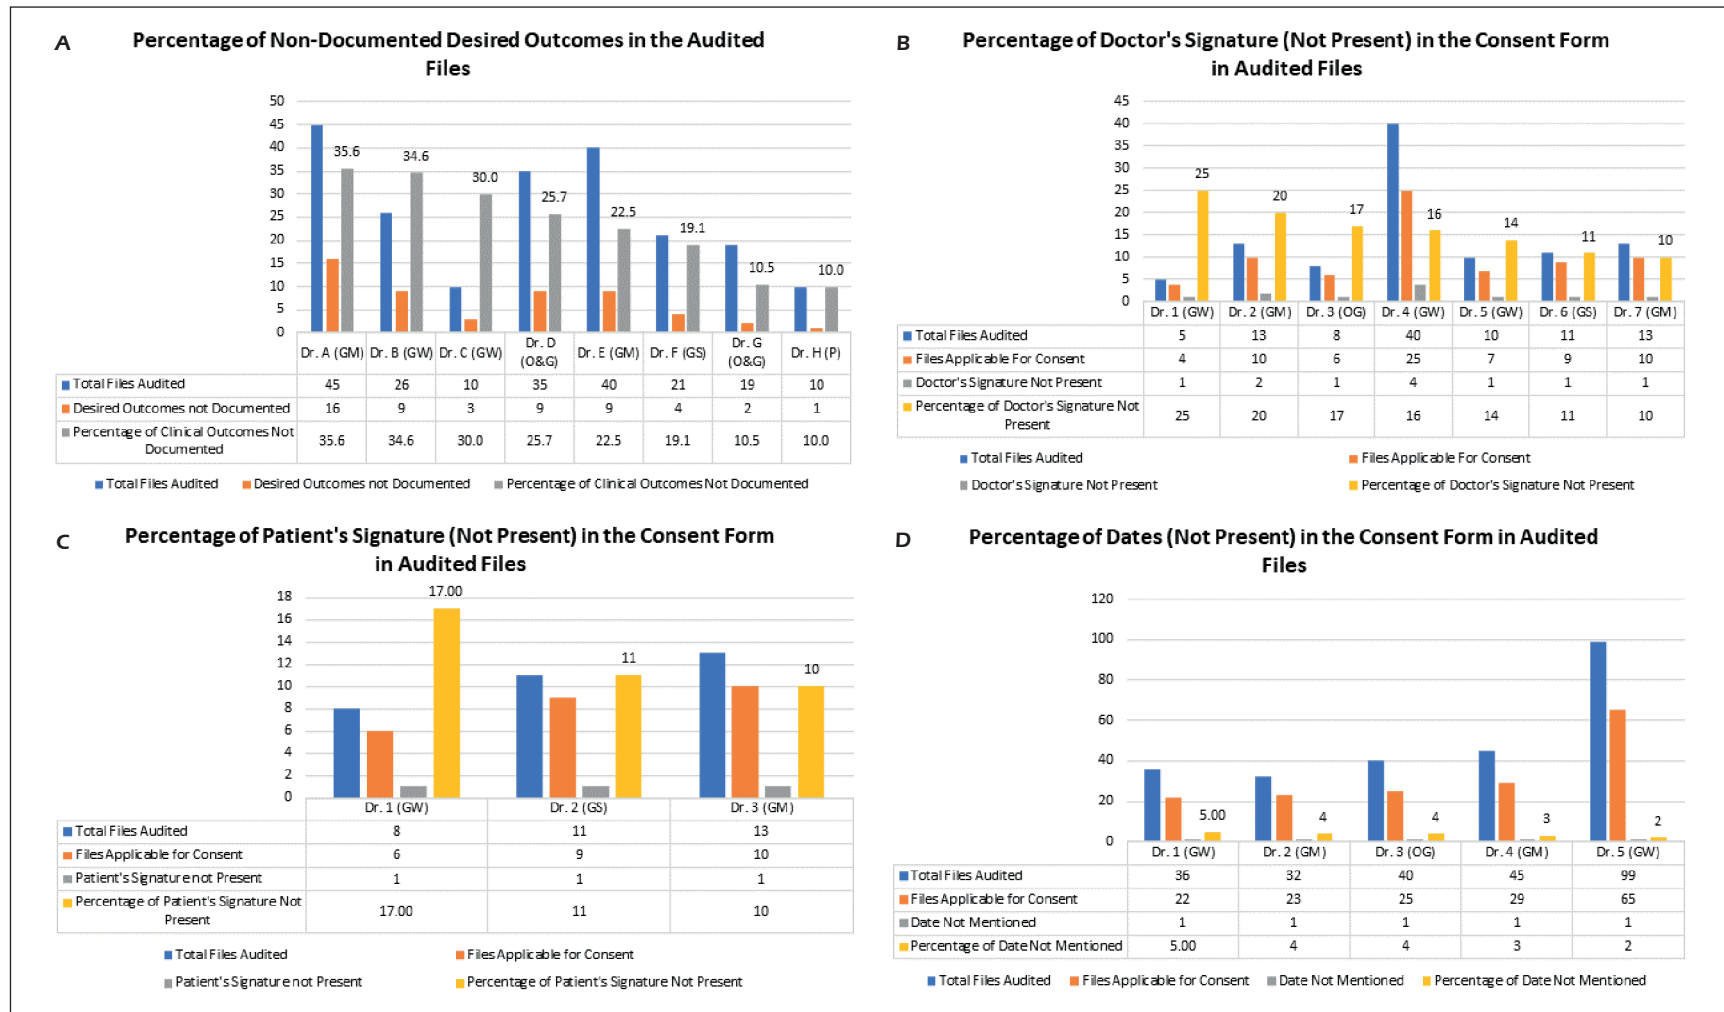 A
Percentage of Non-Documented Desired Outcomes in the Audited
Files
50
45
40
35
30
25
20
15
10
5
0
35.6
34.6
30.0
25.7
22.5
19.1
10.5
10.0
Dr. A (GM) Dr. B (GW) Dr. C (GW) Dr. D (O&G) Dr. E (GM) Dr. F (GS) Dr. G (O&G) Dr. H (P)
Total Files Audited 45 26 10 35 40 21 19 10
Desired Outcomes not Documented 16 9 3 9 9 4 2 1
Percentage of Clinical Outcomes Not
Documented 35.6 34.6 30.0 25.7 22.5 19.1 10.5 10.0
Total Files Audited Desired Outcomes not Documented Percentage of Clinical Outcomes Not Documented
B
Percentage of Doctor's Signature (Not Present) in the Consent Form
in Audited Files
45
40
35
30
25
20
15
10
5
0
25
20
17
16
14
11
10
Dr. 1 (GW) Dr. 2 (GM) Dr. 3 (OG) Dr. 4 (GW) Dr. 5 (GW) Dr. 6 (GS) Dr. 7 (GM)
Total Files Audited 5 13 8 40 10 11 13
Files Applicable For Consent 4 10 6 25 7 9 10
Doctor's Signature Not Present 1 2 1 4 1 1 1
Percentage of Doctor's Signature Not
Present 25 20 17 16 14 11 10
Total Files Audited Files Applicable For Consent
Doctor's Signature Not Present Percentage of Doctor's Signature Not Present
C
Percentage of Patient's Signature (Not Present) in the Consent Form
in Audited Files
18
16
14
12
10
8
6
4
2
0
17.00
11
10
Dr. 1 (GW) Dr. 2 (GS) Dr. 3 (GM)
Total Files Audited 8 11 13
Files Applicable for Consent 6 9 10
Patient's Signature not Present 1 1 1
Percentage of Patient's Signature Not
Present 17.00 11 10
Total Files Audited Files Applicable for Consent
Patient's Signature not Present Percentage of Patient's Signature Not Present
D
Percentage of Dates (Not Present) in the Consent Form in Audited
Files
120
100
80
60
40
20
0
5.00
4
4
3
2
Dr. 1 (GW) Dr. 2 (GM) Dr. 3 (OG) Dr. 4 (GM) Dr. 5 (GW)
Total Files Audited 36 32 40 45 99
Files Applicable for Consent 22 23 25 29 65
Date Not Mentioned 1 1 1 1 1
Percentage of Date Not Mentioned 5.00 4 4 3 2
Total Files Audited Files Applicable for Consent Date Not Mentioned Percentage of Date Not Mentioned